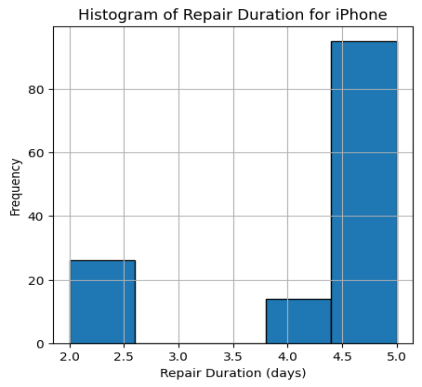 Histogram of Repair Duration for iPhone
Frequency
80
60
40
20
0
2.0 2.5 3.0 3.5 4.0 4.5 5.0
Repair Duration (days)